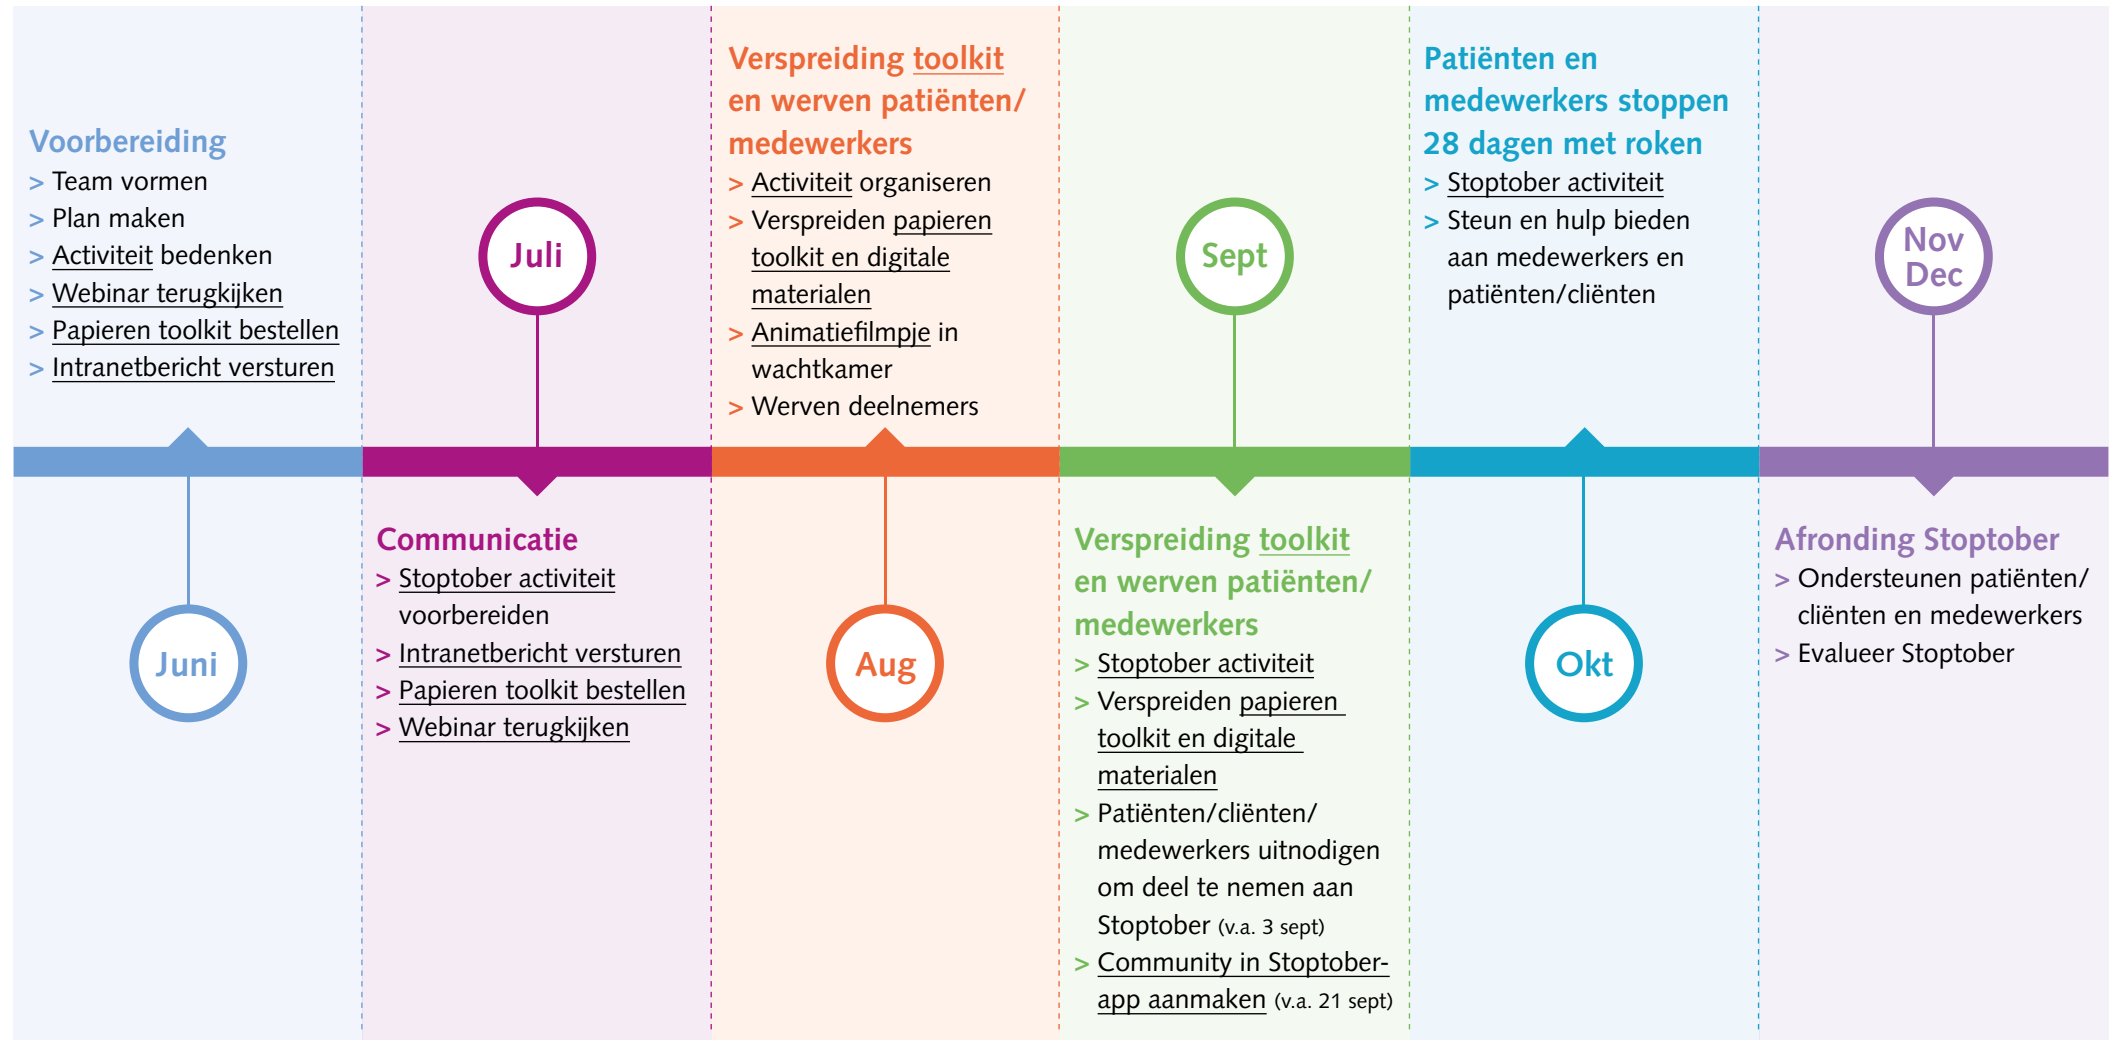 Voorbereiding
> Team vormen
> Plan maken
> Activiteit bedenken
> Webinar terugkijken
> Papieren toolkit bestellen
> Intranetbericht versturen
Juni
Juli
Communicatie
> Stoptober activiteit
voorbereiden
> Intranetbericht versturen
> Papieren toolkit bestellen
> Webinar terugkijken
Verspreiding toolkit
en werven patiënten/
medewerkers
> Activiteit organiseren
> Verspreiden papieren
toolkit en digitale
materialen
> Animatiefilmpje in
wachtkamer
> Werven deelnemers
Aug
Sept
Verspreiding toolkit
en werven patiënten/
medewerkers
> Stoptober activiteit
> Verspreiden papieren
toolkit en digitale
materialen
> Patiënten/cliënten/
medewerkers uitnodigen
om deel te nemen aan
Stoptober (v.a. 3 sept)
> Community in Stoptober-
app aanmaken (v.a. 21 sept)
Patiënten en
medewerkers stoppen
28 dagen met roken
> Stoptober activiteit
> Steun en hulp bieden
aan medewerkers en
patiënten/cliënten
Okt
Nov
Dec
Afronding Stoptober
> Ondersteunen patiënten/
cliënten en medewerkers
> Evalueer Stoptober